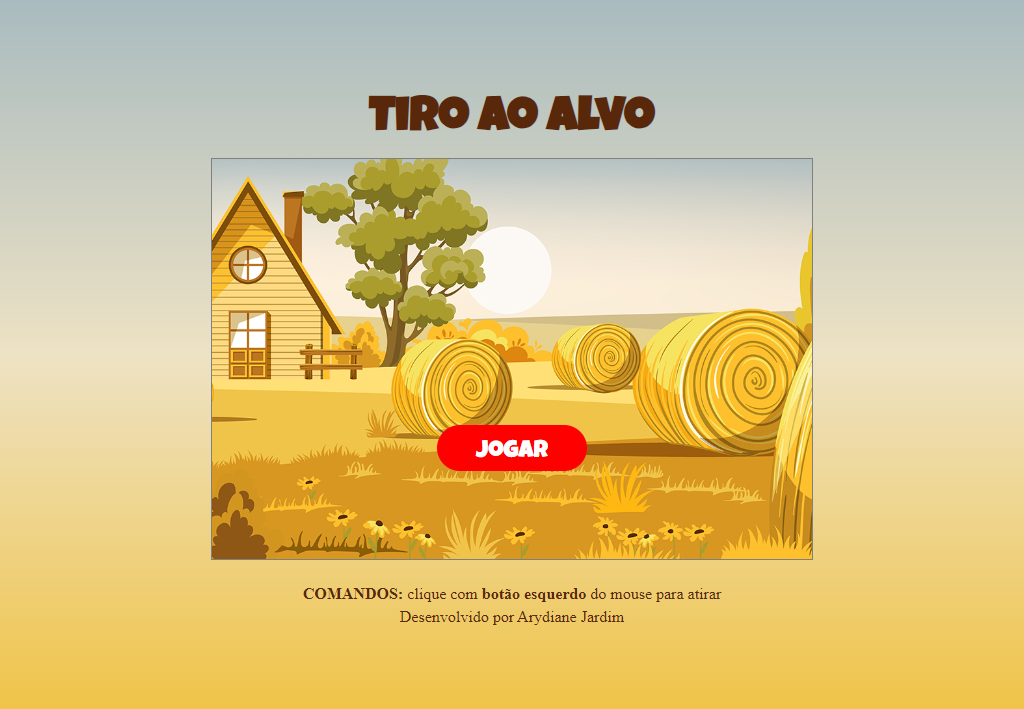 TIRO AO ALVO
JOGAR
COMANDOS: clique com botão esquerdo do mouse para atirar
Desenvolvido por Arydiane Jardim